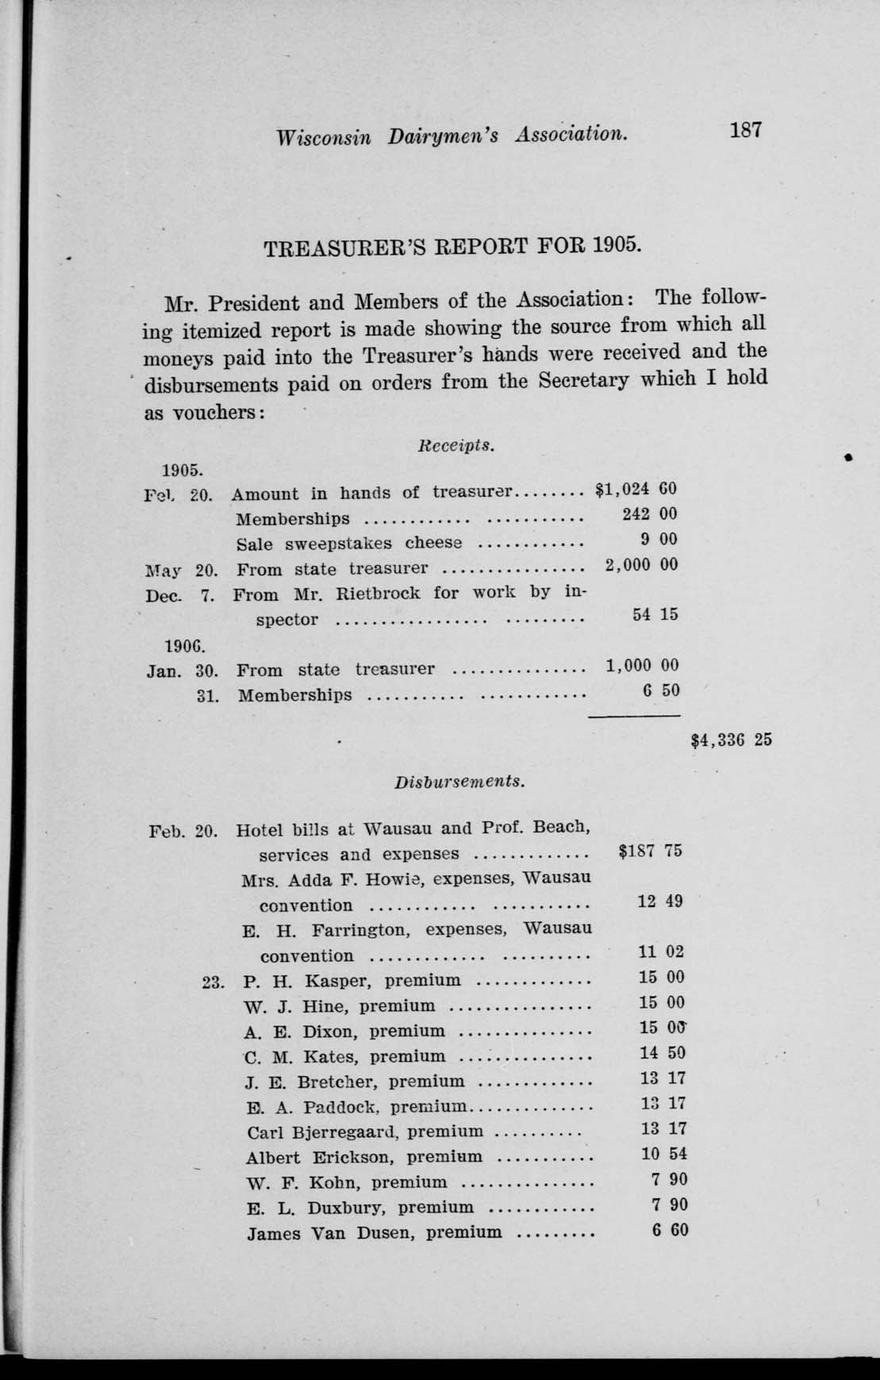 Wisconsin Dairymen's Association. 187
TREASURER'S REPORT FOR 1905.
Mr. President and Members of the Association: The follow-
ing itemized report is made showing the source from which all
moneys paid into the Treasurer's hands were received and the
disbursements paid on orders from the Secretary which I hold
as vouchers:
Receipts.
1905.
Feb. 20. Amount in hands of treasurer........ $1,024 60
Memberships ............ ........... 242 00
Sale sweepstakes cheese ............ 9 00
May 20. From state treasurer ................ 2,000 00
Dec. 7. From Mr. Rietbrock for work by in-
spector ................. ......... 54 15
1906.
Jan. 30. From state treasurer ............... 1,000 00
31. Memberships ........... ............ 6 50
$4,336 25
Disbursements.
Feb. 20. Hotel bills at Wausau and Prof. Beach,
services and expenses ............. $187 75
Mrs. Adda F. Howie, expenses, Wausau
convention ............ ........... 12 49
E. H. Farrington, expenses, Wausau
convention ............. .......... 11 02
23. P. H. Kasper, premium ............. 15 00
W. J. Hine, premium ................ 15 00
A. E. Dixon, premium ............... 15 00
C. M. Kates, premium ............... 14 50
J. E. Bretcher, premium ............. 13 17
E. A. Paddock, premium.............. 13 17
Carl Bjerregaard, premium .......... 13 17
Albert Erickson, premium ........... 10 54
W. F. Kohn, premium ............... 7 90
E. L. Duxbury, premium ............ 7 90
James Van Dusen, premium ......... 6 60